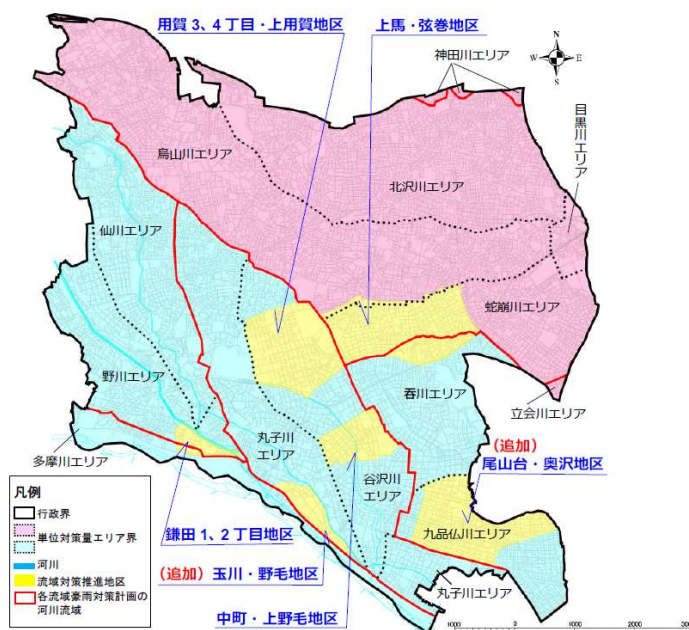 用賀3、4丁目・上用賀地区
上馬・弦巻地区
神田川エリア
N
W
E
S
目黒川エリア
烏山川エリア
北沢川エリア
仙川エリア
蛇崩川エリア
野川エリア
呑川エリア
立会川エリア
丸子川
エリア
多摩川エリア
(追加)
尾山台・奥沢地区
谷沢川
エリア
凡例
行政界
単位対策量エリア界
河川
流域対策推進地区
各流域豪雨対策計画の
河川流域
鎌田1、2丁目地区
九品仏川エリア
(追加)玉川・野毛地区
丸子川エリア
中町・上野毛地区
1000
0
1000
2000